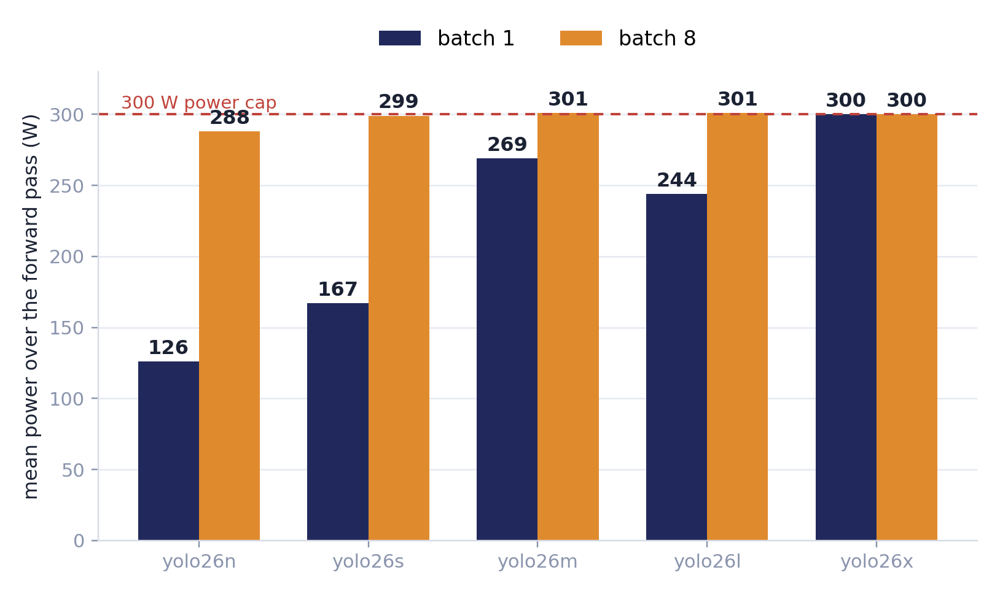 batch 1
batch 8
mean power over the forward pass (W)
300 W power cap
300
250
200
150
100
50
0
126
288
167
299
269
301
244
301
300
300
yolo26n
yolo26s
yolo26m
yolo26l
yolo26x